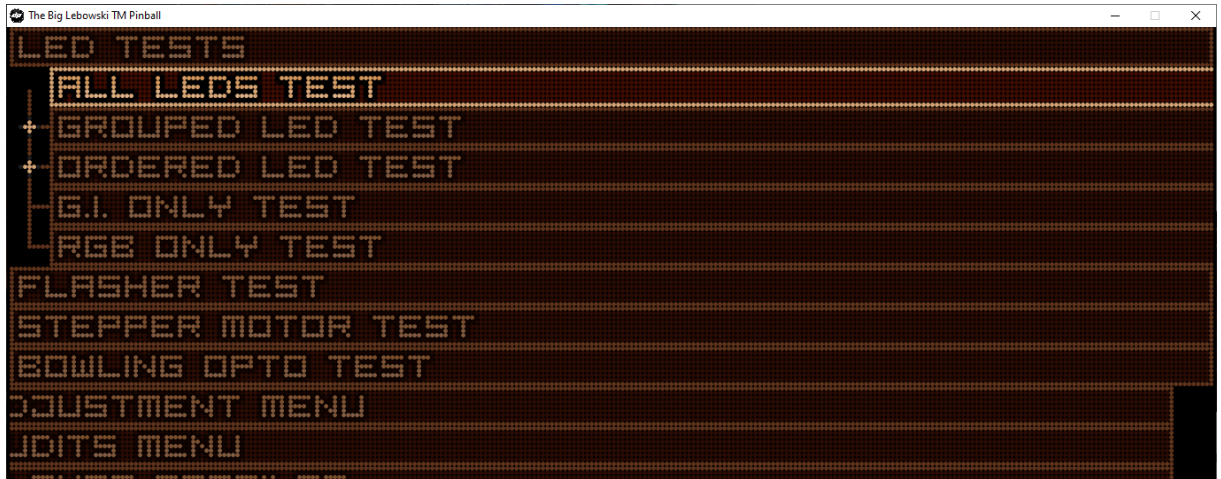 The Big Lebowski TM Pinball
LED TESTS
ALL LEDS TEST
GROUPED LED TEST
ORDERED LED TEST
G.I. ONLY TEST
RGB ONLY TEST
FLASHER TEST
STEPPER MOTOR TEST
BOWLING OPTO TEST
DJUSTMENT MENU
UDITS MENU